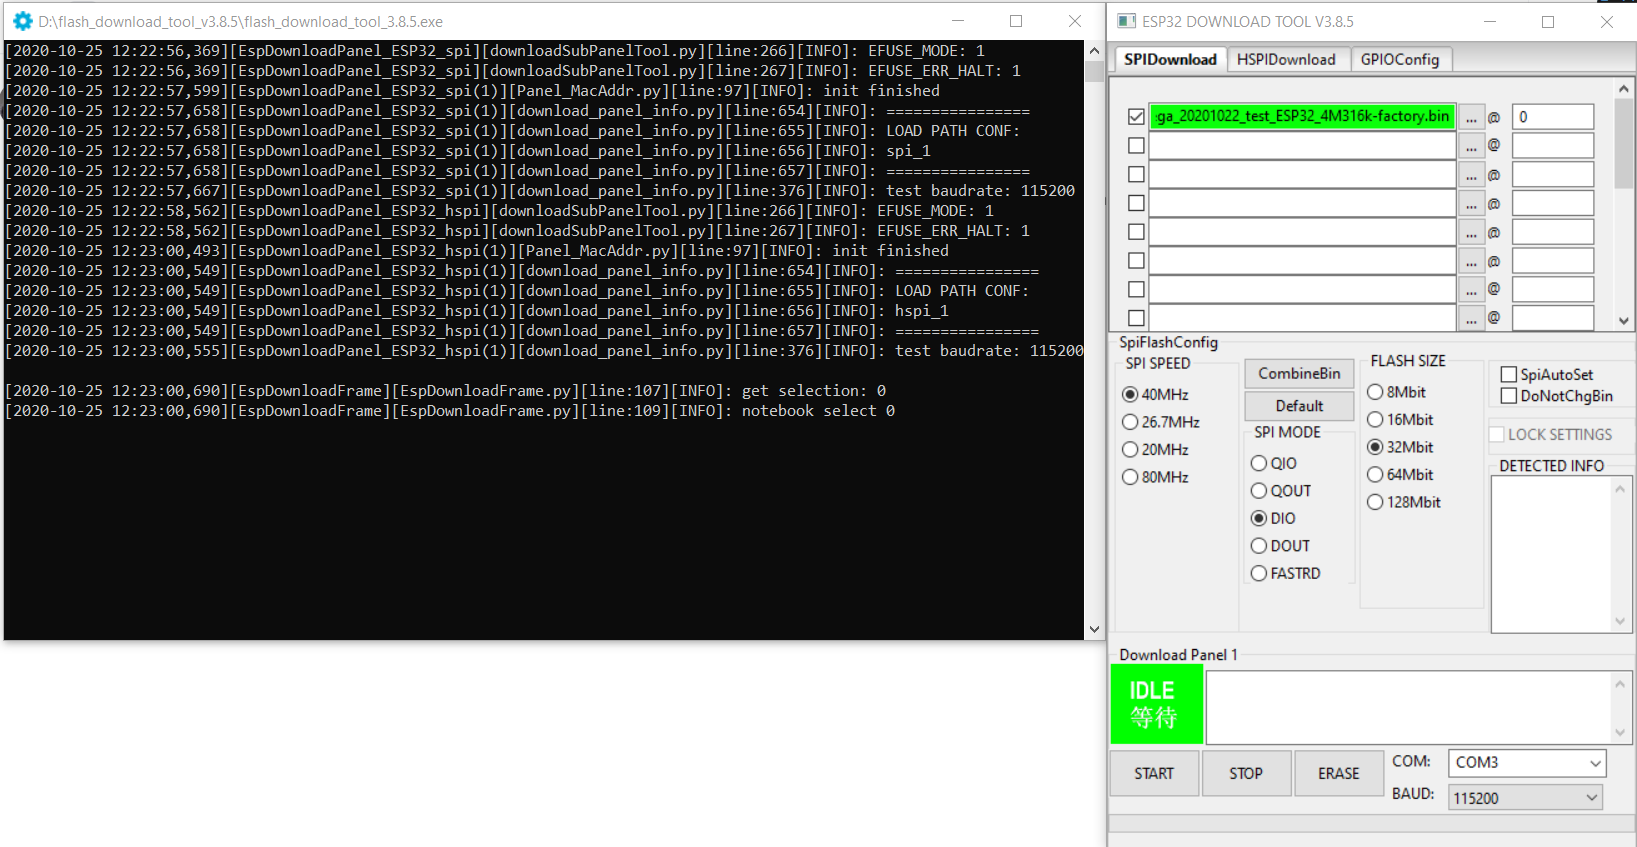 D:\flash_download_tool_v3.8.5\flash_download_tool_3.8.5.exe
[2020-10-25 12:22:56,369][EspDownloadPanel_ESP32_spi][downloadSubPanelTool.py][line:266][INFO]: EFUSE_MODE: 1
[2020-10-25 12:22:56,369][EspDownloadPanel_ESP32_spi][downloadSubPanelTool.py][line:267][INFO]: EFUSE_ERR_HALT: 1
[2020-10-25 12:22:57,599][EspDownloadPanel_ESP32_spi(1)][Panel_MacAddr.py][line:97][INFO]: init finished
[2020-10-25 12:22:57,658][EspDownloadPanel_ESP32_spi(1)][download_panel_info.py][line:654][INFO]: ================
[2020-10-25 12:22:57,658][EspDownloadPanel_ESP32_spi(1)][download_panel_info.py][line:655][INFO]: LOAD PATH CONF:
[2020-10-25 12:22:57,658][EspDownloadPanel_ESP32_spi(1)][download_panel_info.py][line:656][INFO]: spi_1
[2020-10-25 12:22:57,658][EspDownloadPanel_ESP32_spi(1)][download_panel_info.py][line:657][INFO]: ================
[2020-10-25 12:22:57,667][EspDownloadPanel_ESP32_spi(1)][download_panel_info.py][line:376][INFO]: test baudrate: 115200
[2020-10-25 12:22:58,562][EspDownloadPanel_ESP32_hspi][downloadSubPanelTool.py][line:266][INFO]: EFUSE_MODE: 1
[2020-10-25 12:22:58,562][EspDownloadPanel_ESP32_hspi][downloadSubPanelTool.py][line:267][INFO]: EFUSE_ERR_HALT: 1
[2020-10-25 12:23:00,493][EspDownloadPanel_ESP32_hspi(1)][Panel_MacAddr.py][line:97][INFO]: init finished
[2020-10-25 12:23:00,549][EspDownloadPanel_ESP32_hspi(1)][download_panel_info.py][line:654][INFO]: ================
[2020-10-25 12:23:00,549][EspDownloadPanel_ESP32_hspi(1)][download_panel_info.py][line:655][INFO]: LOAD PATH CONF:
[2020-10-25 12:23:00,549][EspDownloadPanel_ESP32_hspi(1)][download_panel_info.py][line:656][INFO]: hspi_1
[2020-10-25 12:23:00,549][EspDownloadPanel_ESP32_hspi(1)][download_panel_info.py][line:657][INFO]: ================
[2020-10-25 12:23:00,555][EspDownloadPanel_ESP32_hspi(1)][download_panel_info.py][line:376][INFO]: test baudrate: 115200
[2020-10-25 12:23:00,690][EspDownloadFrame][EspDownloadFrame.py][line:107][INFO]: get selection: 0
[2020-10-25 12:23:00,690][EspDownloadFrame][EspDownloadFrame.py][line:109][INFO]: notebook select 0
ESP32 DOWNLOAD TOOL V3.8.5
SPIDownload HSPIDownload GPIOConfig
ga_20201022_test_ESP32_4M316k-factory.bin ... @ 0
... @
... @
... @
... @
... @
... @
... @
SpiFlashConfig
SPI SPEED
40MHz
26.7MHz
20MHz
80MHz
CombineBin
Default
SPI MODE
QIO
QOUT
DIO
DOUT
FASTRD
FLASH SIZE
8Mbit
16Mbit
32Mbit
64Mbit
128Mbit
SpiAutoSet
DoNotChgBin
LOCK SETTINGS
DETECTED INFO
Download Panel 1
IDLE
等待
START STOP ERASE
COM: COM3
BAUD: 115200